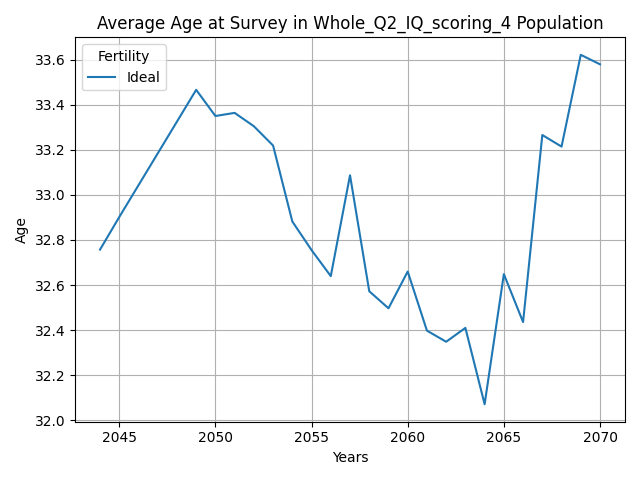 Average Age at Survey in Whole_Q2_IQ_scoring_4 Population
Fertility
Ideal
33.6
33.4
33.2
33.0
32.8
32.6
32.4
32.2
32.0
Age
2045 2050 2055 2060 2065 2070
Years